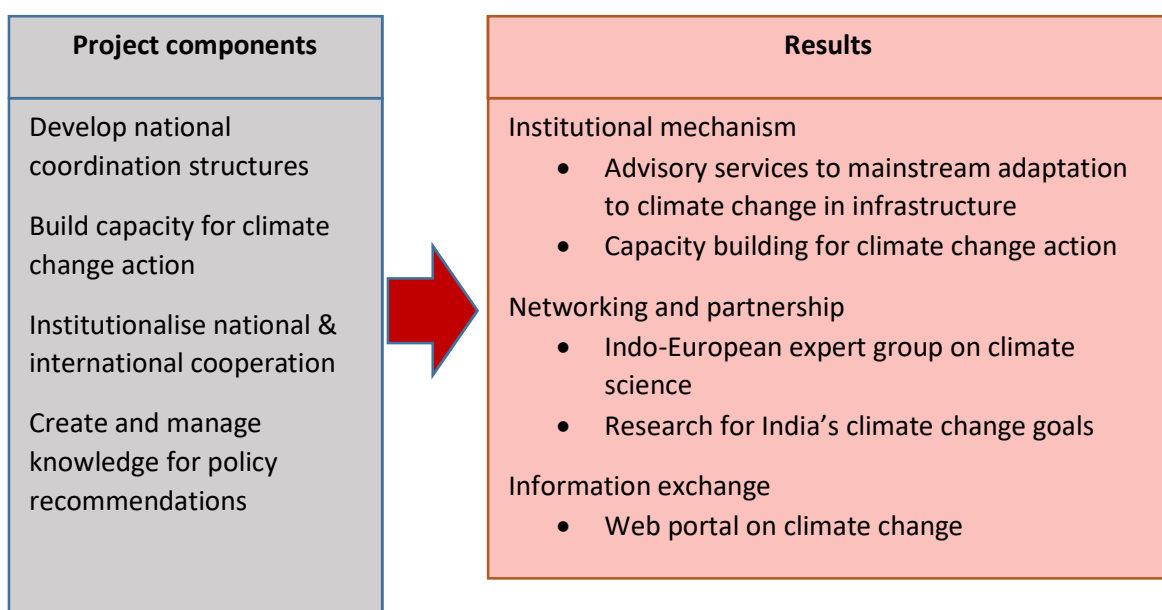 Project components
Develop national
coordination structures
Build capacity for climate
change action
Institutionalise national &
international cooperation
Create and manage
knowledge for policy
recommendations
Results
Institutional mechanism
• Advisory services to mainstream adaptation
to climate change in infrastructure
• Capacity building for climate change action
Networking and partnership
• Indo-European expert group on climate
science
• Research for India’s climate change goals
Information exchange
• Web portal on climate change